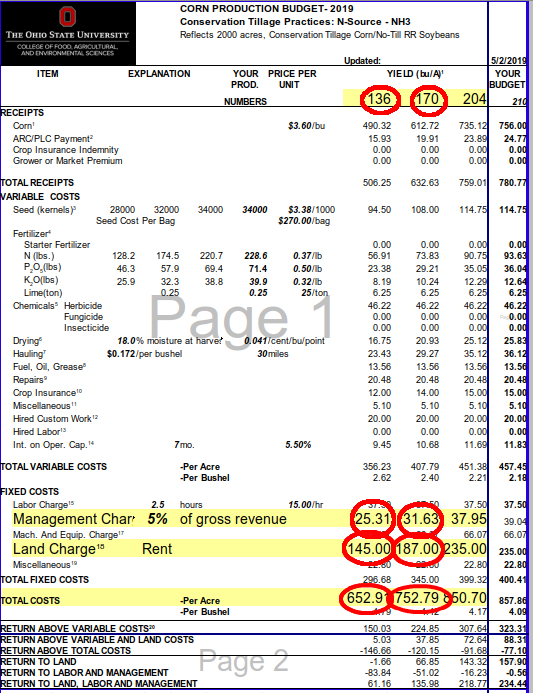 THE OHIO STATE UNIVERSITY
COLLEGE OF FOOD, AGRICULTURAL,
AND ENVIRONMENTAL SCIENCES
CORN PRODUCTION BUDGET- 2019
Conservation Tillage Practices: N-Source - NH3
Reflects 2000 acres, Conservation Tillage Corn/No-Till RR Soybeans
Updated: 5/2/2019
ITEM EXPLANATION YOUR PRICE PER YIELD (bu/A)¹ YOUR
PROD. UNIT BUDGET
NUMBERS 136 170 204 210
RECEIPTS
Corn¹ $3.60/bu 490.32 612.72 735.12 756.00
ARC/PLC Payment² 15.93 19.91 23.89 24.77
Crop Insurance Indemnity 0.00 0.00 0.00 0.00
Grower or Market Premium 0.00 0.00 0.00 0.00
TOTAL RECEIPTS 506.25 632.63 759.01 780.77
VARIABLE COSTS
Seed (kernels)³ 28000 32000 34000 34000 $3.38/1000 94.50 108.00 114.75 114.75
Seed Cost Per Bag $270.00/bag
Fertilizer⁴
Starter Fertilizer 0.00 0.00 0.00 0.00
N (lbs.) 128.2 174.5 220.7 228.6 0.37/lb 56.91 73.83 90.75 93.63
P₂O₅(lbs) 46.3 57.9 69.4 71.4 0.50/lb 23.38 29.21 35.05 36.04
K₂O(lbs) 25.9 32.3 38.8 39.9 0.32/lb 8.19 10.24 12.29 12.64
Lime(ton) 0.25 0.25 25/ton 6.25 6.25 6.25 6.25
Chemicals⁵ Herbicide 46.22 46.22 46.22 46.22
Fungicide 0.00 0.00 0.00 0.00
Insecticide 0.00 0.00 0.00 0.00
Page 1
Drying⁶ 18.0% moisture at harvest 0.041/cent/bu/point 16.75 20.93 25.12 25.83
Hauling⁷ $0.172/per bushel 30 miles 23.43 29.27 35.12 36.12
Fuel, Oil, Grease⁸ 13.56 13.56 13.56 13.56
Repairs⁹ 20.48 20.48 20.48 20.48
Crop Insurance¹⁰ 12.00 14.00 15.00 15.00
Miscellaneous¹¹ 5.10 5.10 5.10 5.10
Hired Custom Work¹² 0.00 0.00 0.00 0.00
Hired Labor¹³ 0.00 0.00 0.00 0.00
Int. on Oper. Cap.¹⁴ 7 mo. 5.50% 9.45 10.68 11.69 11.83
TOTAL VARIABLE COSTS -Per Acre 356.23 407.79 451.38 457.45
-Per Bushel 2.62 2.40 2.21 2.18
FIXED COSTS
Labor Charge¹⁵ 2.5 hours 15.00/hr 37.50 37.50 37.50 37.50
Management Char 5% of gross revenue 25.31 31.63 37.95 39.04
Mach. And Equip. Charge¹⁷ 66.07 66.07
Land Charge¹⁸ Rent 145.00 187.00 235.00 235.00
Miscellaneous¹⁹ 22.80 22.80 22.80
TOTAL FIXED COSTS 296.68 345.00 399.32 400.41
TOTAL COSTS -Per Acre 652.91 752.79 850.70 857.86
-Per Bushel 4.79 4.42 4.17 4.09
RETURN ABOVE VARIABLE COSTS²⁰ 150.03 224.85 307.64 323.31
RETURN ABOVE VARIABLE AND LAND COSTS 5.03 37.85 72.64 88.31
RETURN ABOVE TOTAL COSTS -146.66 -120.15 -91.68 -77.10
Page 2
RETURN TO LAND -1.66 66.85 143.32 157.90
RETURN TO LABOR AND MANAGEMENT -83.84 -51.02 -16.23 -0.56
RETURN TO LAND, LABOR AND MANAGEMENT 61.16 135.98 218.77 234.44